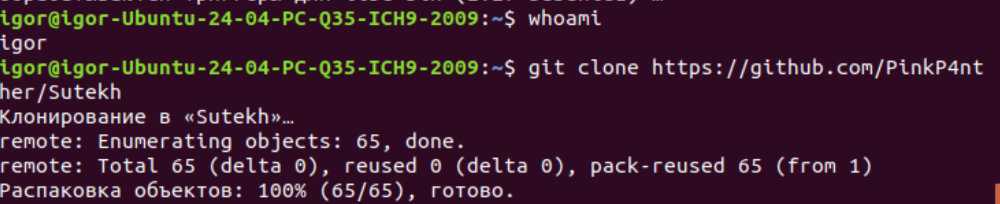 igor@igor-Ubuntu-24-04-PC-Q35-ICH9-2009:~$ whoami
igor
igor@igor-Ubuntu-24-04-PC-Q35-ICH9-2009:~$ git clone https://github.com/PinkP4nt
her/Sutekh
Клонирование в «Sutekh»…
remote: Enumerating objects: 65, done.
remote: Total 65 (delta 0), reused 0 (delta 0), pack-reused 65 (from 1)
Распаковка объектов: 100% (65/65), готово.